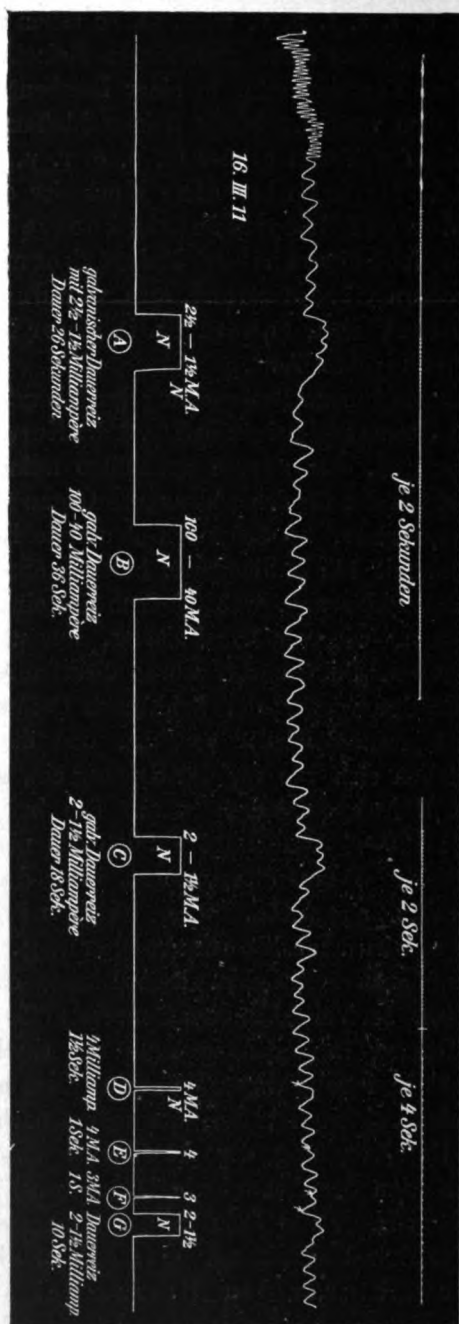 je 2 Sekunden
je 2 Sek.
je 4 Sek.
16. III. 11
2½ — 1½ M.A.
N
N
A
galvanischer Dauerreiz
mit 2½ - 1½ Milliampère
Dauer 26 Sekunden.
100 — 40 M.A.
N
B
galv. Dauerreiz
100-40 Milliampère
Dauer 36 Sek.
2 — 1½ M.A.
N
C
galv. Dauerreiz
2-1½ Milliampère
Dauer 18 Sek.
4 M.A.
N
D
4 Milliamp
1½ Sek.
4
E
4 M.A.
1 Sek.
3
F
3 M.A.
1 S.
2-1½
N
G
Dauerreiz
2-1½ Milliamp
10 Sek.